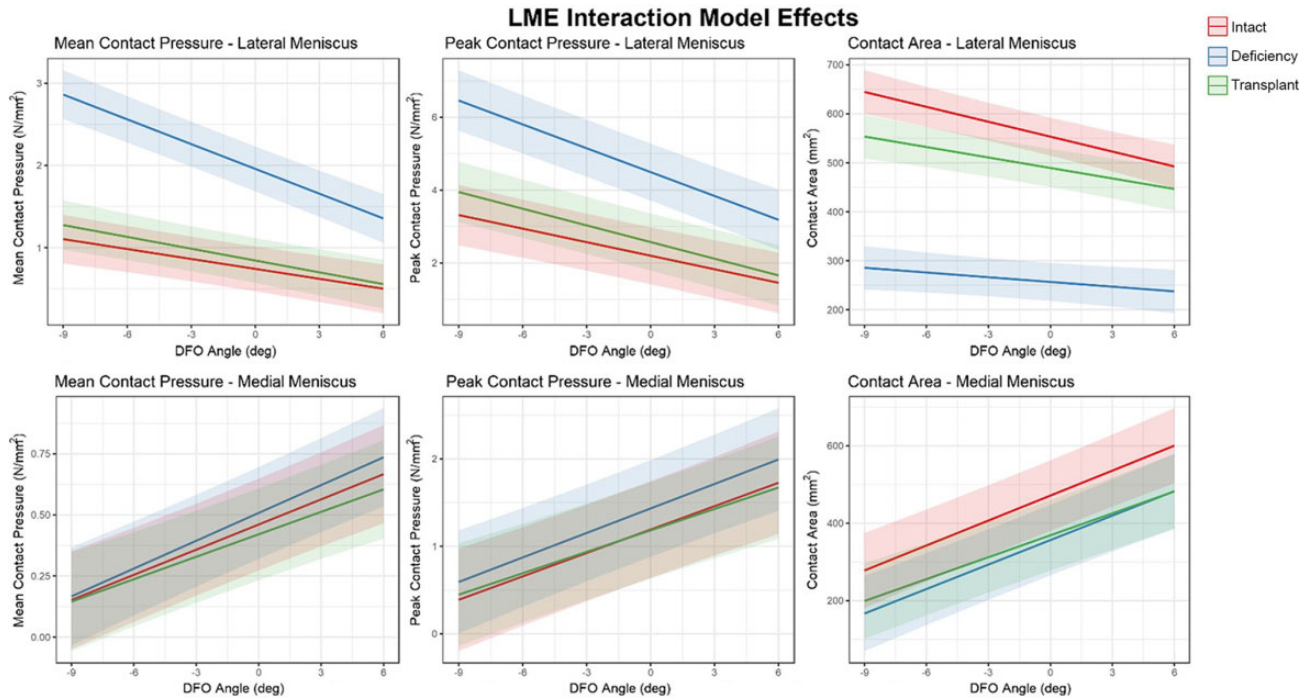 LME Interaction Model Effects
Intact
Deficiency
Transplant
Mean Contact Pressure - Lateral Meniscus
Mean Contact Pressure (N/mm²)
3
2
1
-9 -6 -3 0 3 6
DFO Angle (deg)
Peak Contact Pressure - Lateral Meniscus
Peak Contact Pressure (N/mm²)
6
4
2
-9 -6 -3 0 3 6
DFO Angle (deg)
Contact Area - Lateral Meniscus
Contact Area (mm²)
700
600
500
400
300
200
-9 -6 -3 0 3 6
DFO Angle (deg)
Mean Contact Pressure - Medial Meniscus
Mean Contact Pressure (N/mm²)
0.75
0.50
0.25
0.00
-9 -6 -3 0 3 6
DFO Angle (deg)
Peak Contact Pressure - Medial Meniscus
Peak Contact Pressure (N/mm²)
2
1
0
-9 -6 -3 0 3 6
DFO Angle (deg)
Contact Area - Medial Meniscus
Contact Area (mm²)
600
400
200
-9 -6 -3 0 3 6
DFO Angle (deg)